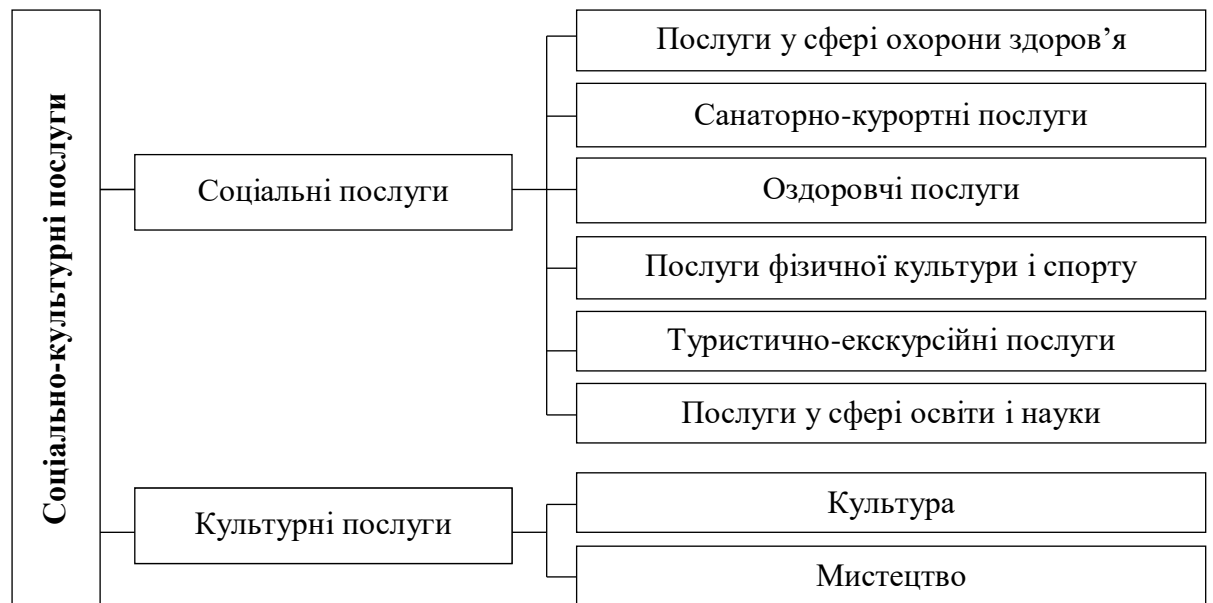 Соціально-культурні послуги
Соціальні послуги
Послуги у сфері охорони здоров’я
Санаторно-курортні послуги
Оздоровчі послуги
Послуги фізичної культури і спорту
Туристично-екскурсійні послуги
Послуги у сфері освіти і науки
Культурні послуги
Культура
Мистецтво